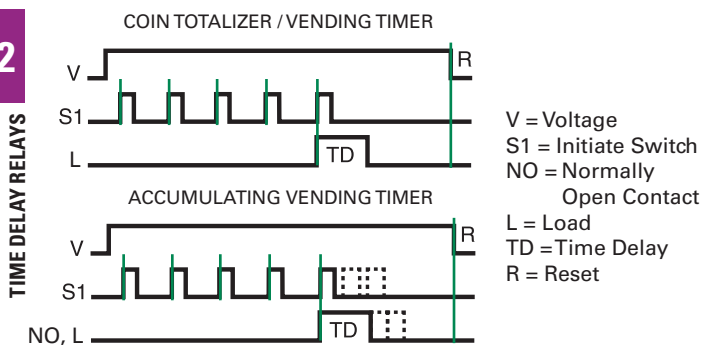 2
TIME DELAY RELAYS
COIN TOTALIZER / VENDING TIMER
V
R
S1
L
TD
ACCUMULATING VENDING TIMER
V
R
S1
NO, L
TD
V = Voltage
S1 = Initiate Switch
NO = Normally
Open Contact
L = Load
TD = Time Delay
R = Reset